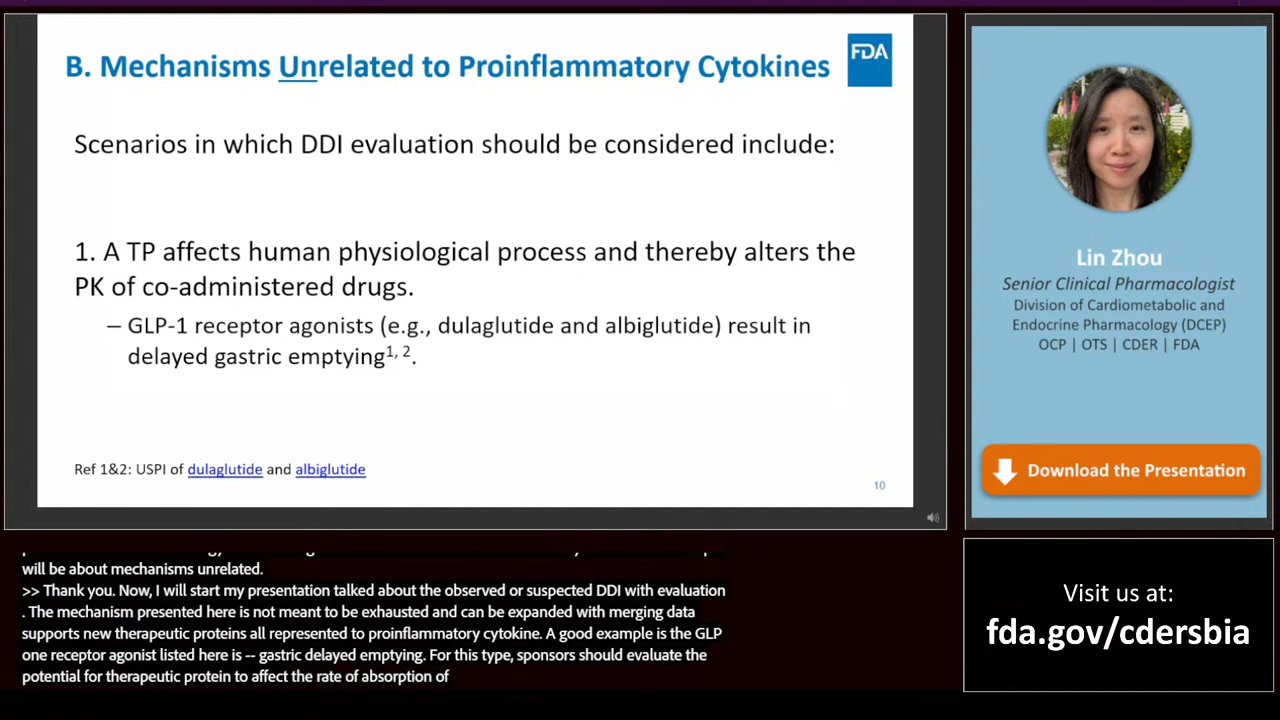 B. Mechanisms Unrelated to Proinflammatory Cytokines
FDA
Scenarios in which DDI evaluation should be considered include:
1. A TP affects human physiological process and thereby alters the
PK of co-administered drugs.
– GLP-1 receptor agonists (e.g., dulaglutide and albiglutide) result in
delayed gastric emptying1, 2.
Ref 1&2: USPI of dulaglutide and albiglutide
10
Lin Zhou
Senior Clinical Pharmacologist
Division of Cardiometabolic and
Endocrine Pharmacology (DCEP)
OCP | OTS | CDER | FDA
Download the Presentation
Visit us at:
fda.gov/cdersbia
will be about mechanisms unrelated.
>> Thank you. Now, I will start my presentation talked about the observed or suspected DDI with evaluation
. The mechanism presented here is not meant to be exhausted and can be expanded with merging data
supports new therapeutic proteins all represented to proinflammatory cytokine. A good example is the GLP
one receptor agonist listed here is -- gastric delayed emptying. For this type, sponsors should evaluate the
potential for therapeutic protein to affect the rate of absorption of